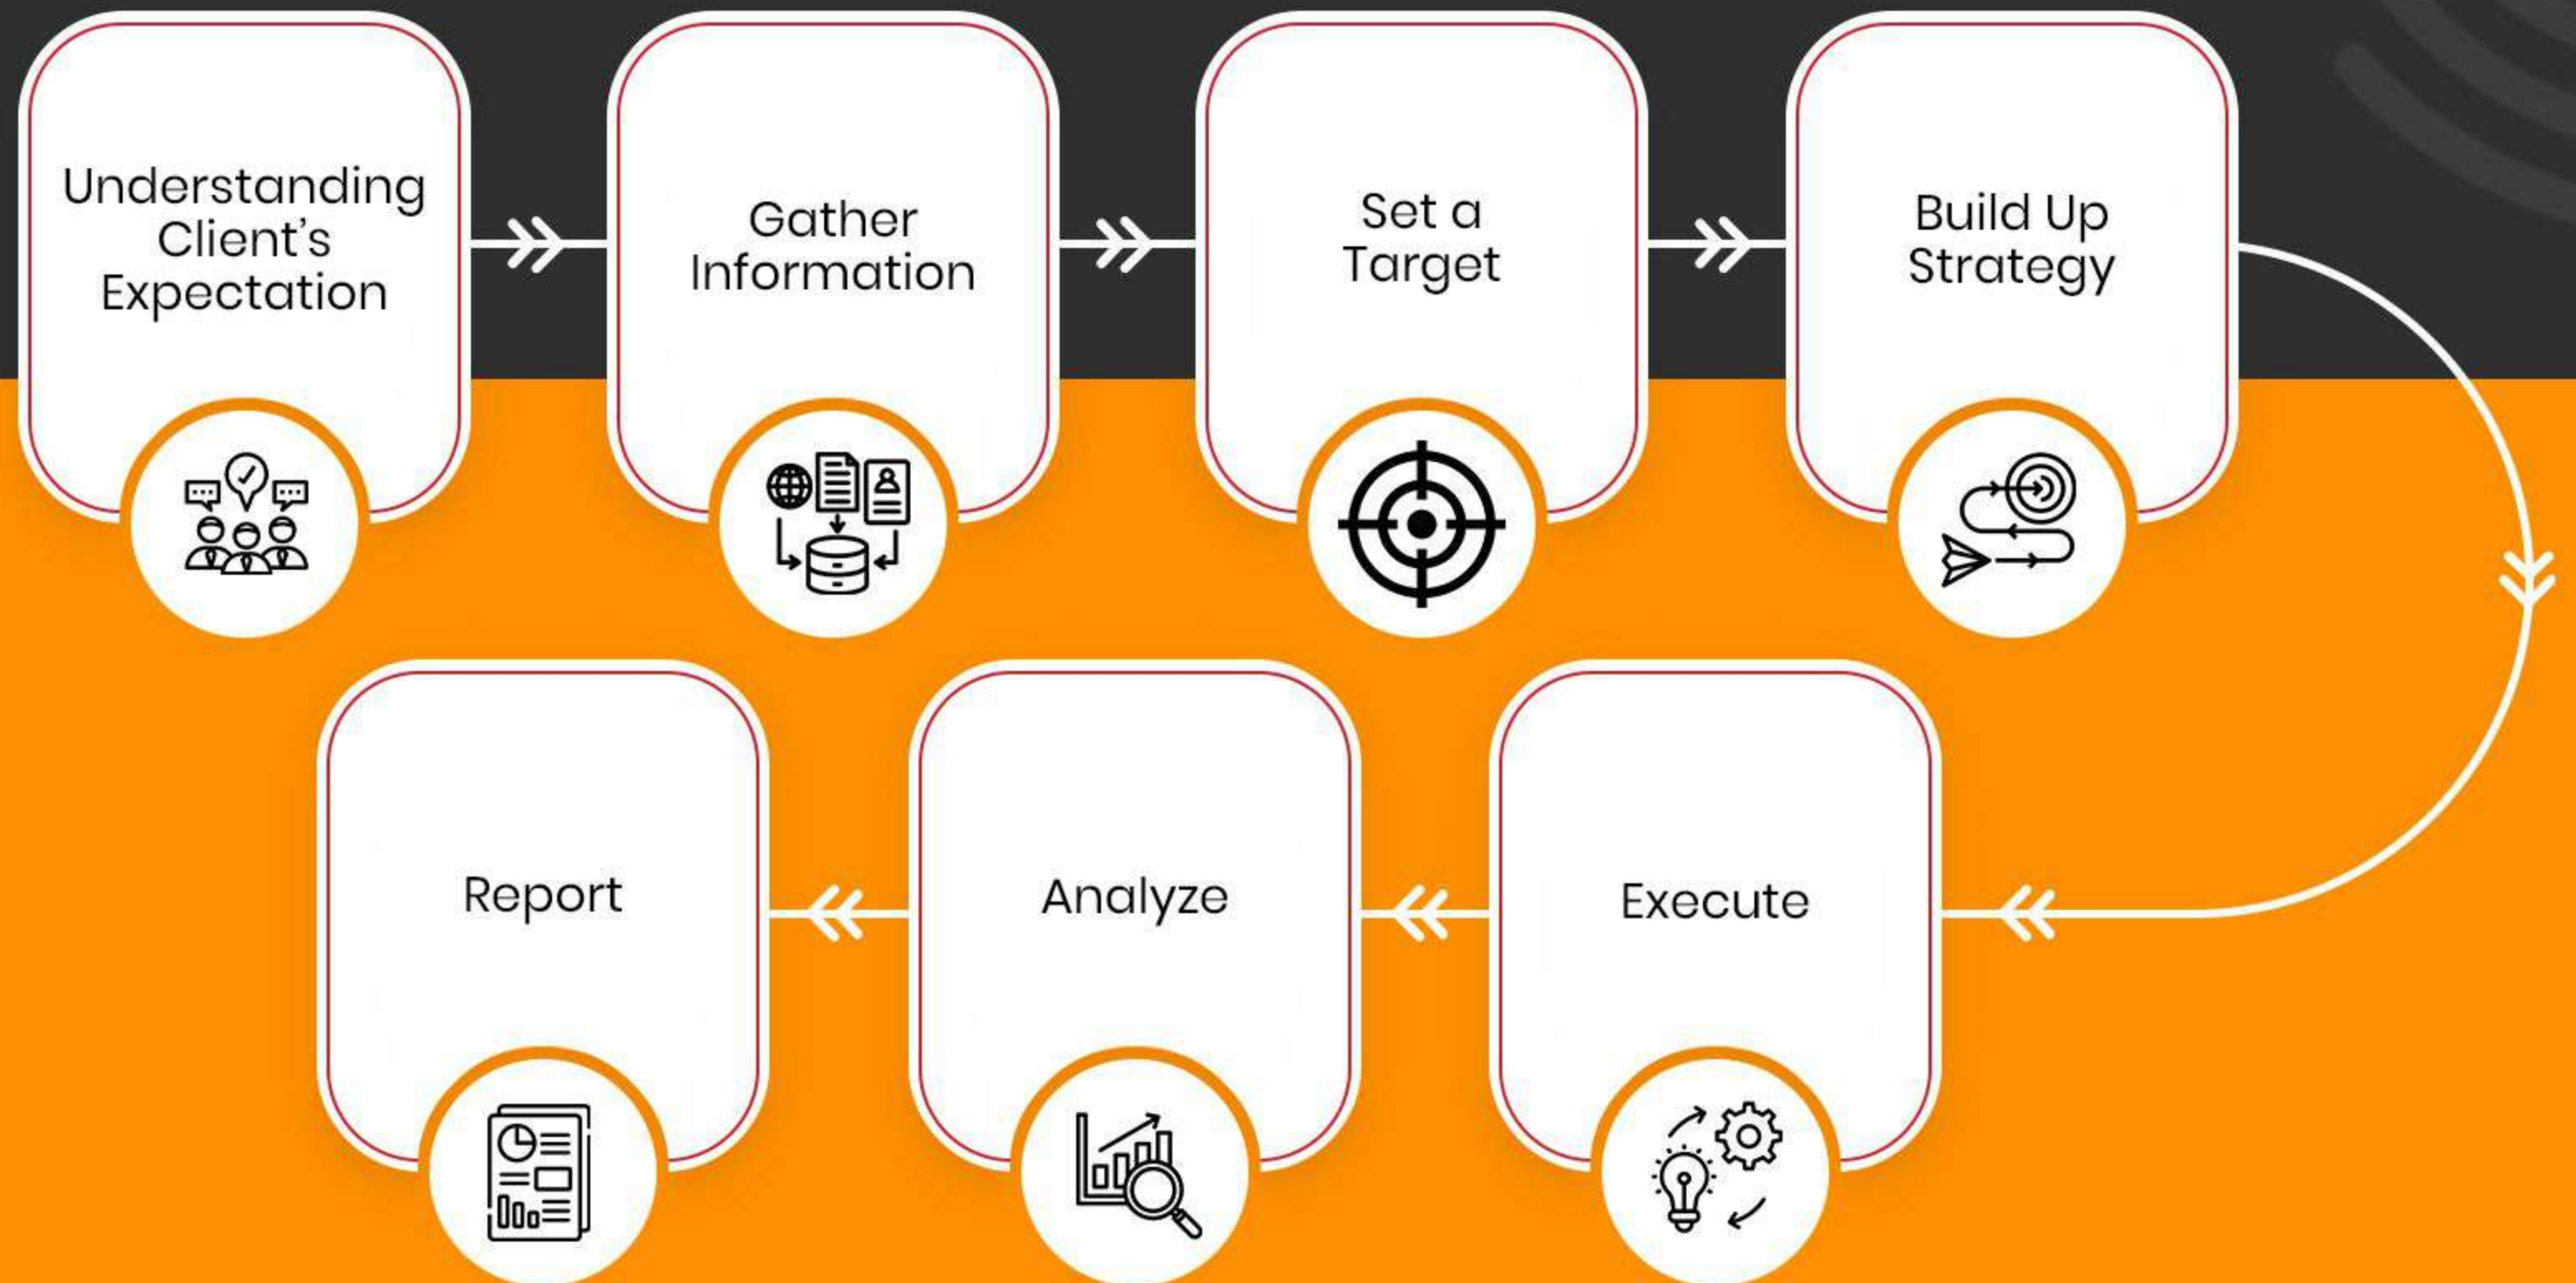 Understanding
Client's
Expectation
Gather
Information
Set a
Target
Build Up
Strategy
Execute
Analyze
Report